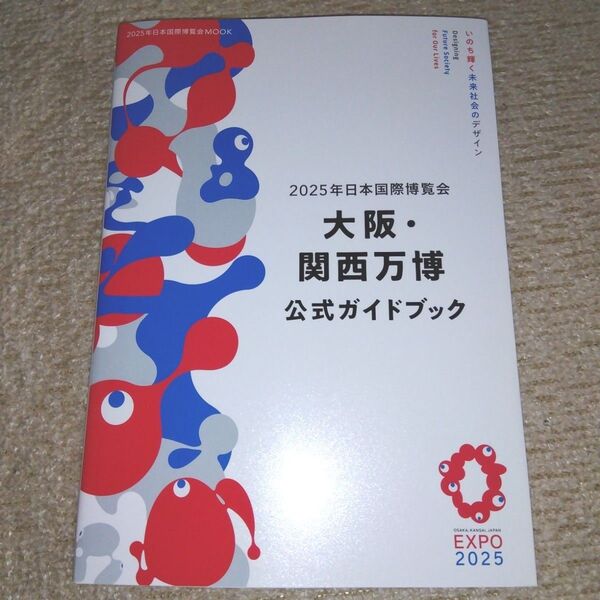 2025年日本国際博覧会MOOK
いのち輝く未来社会のデザイン
Designing
Future Society
for Our Lives
2025年日本国際博覧会
大阪・
関西万博
公式ガイドブック
OSAKA, KANSAI, JAPAN
EXPO
2025